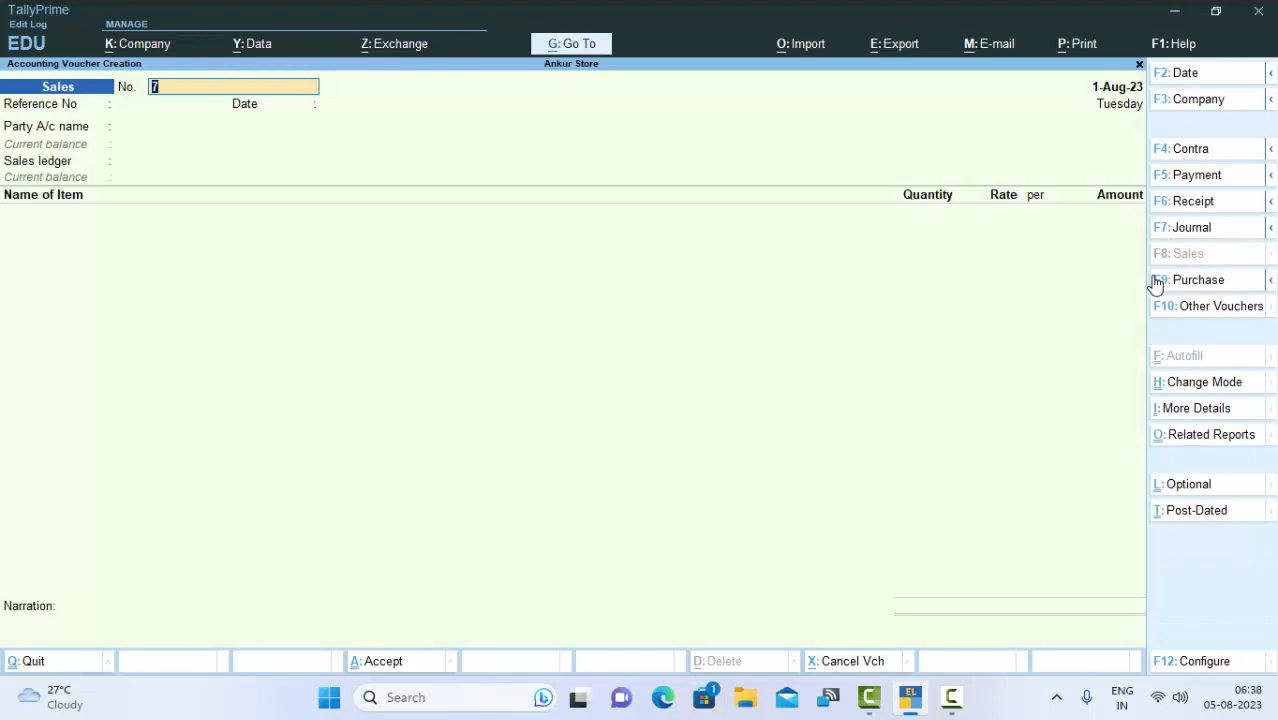 TallyPrime
Edit Log
MANAGE
EDU
K: Company
Y: Data
Z: Exchange
G: Go To
O: Import
E: Export
M: E-mail
P: Print
F1: Help
Accounting Voucher Creation
Ankur Store
Sales No. 7
1-Aug-23
Reference No : Date :
Tuesday
Party A/c name :
Current balance :
Sales ledger :
Current balance :
Name of Item Quantity Rate per Amount
Narration:
F2: Date
F3: Company
F4: Contra
F5: Payment
F6: Receipt
F7: Journal
F8: Sales
F9: Purchase
F10: Other Vouchers
F: Autofill
H: Change Mode
I: More Details
O: Related Reports
L: Optional
T: Post-Dated
Q: Quit
A: Accept
D: Delete
X: Cancel Vch
F12: Configure
27°C
Cloudy
Search
1
EL
ENG
IN
06:38
05-08-2023